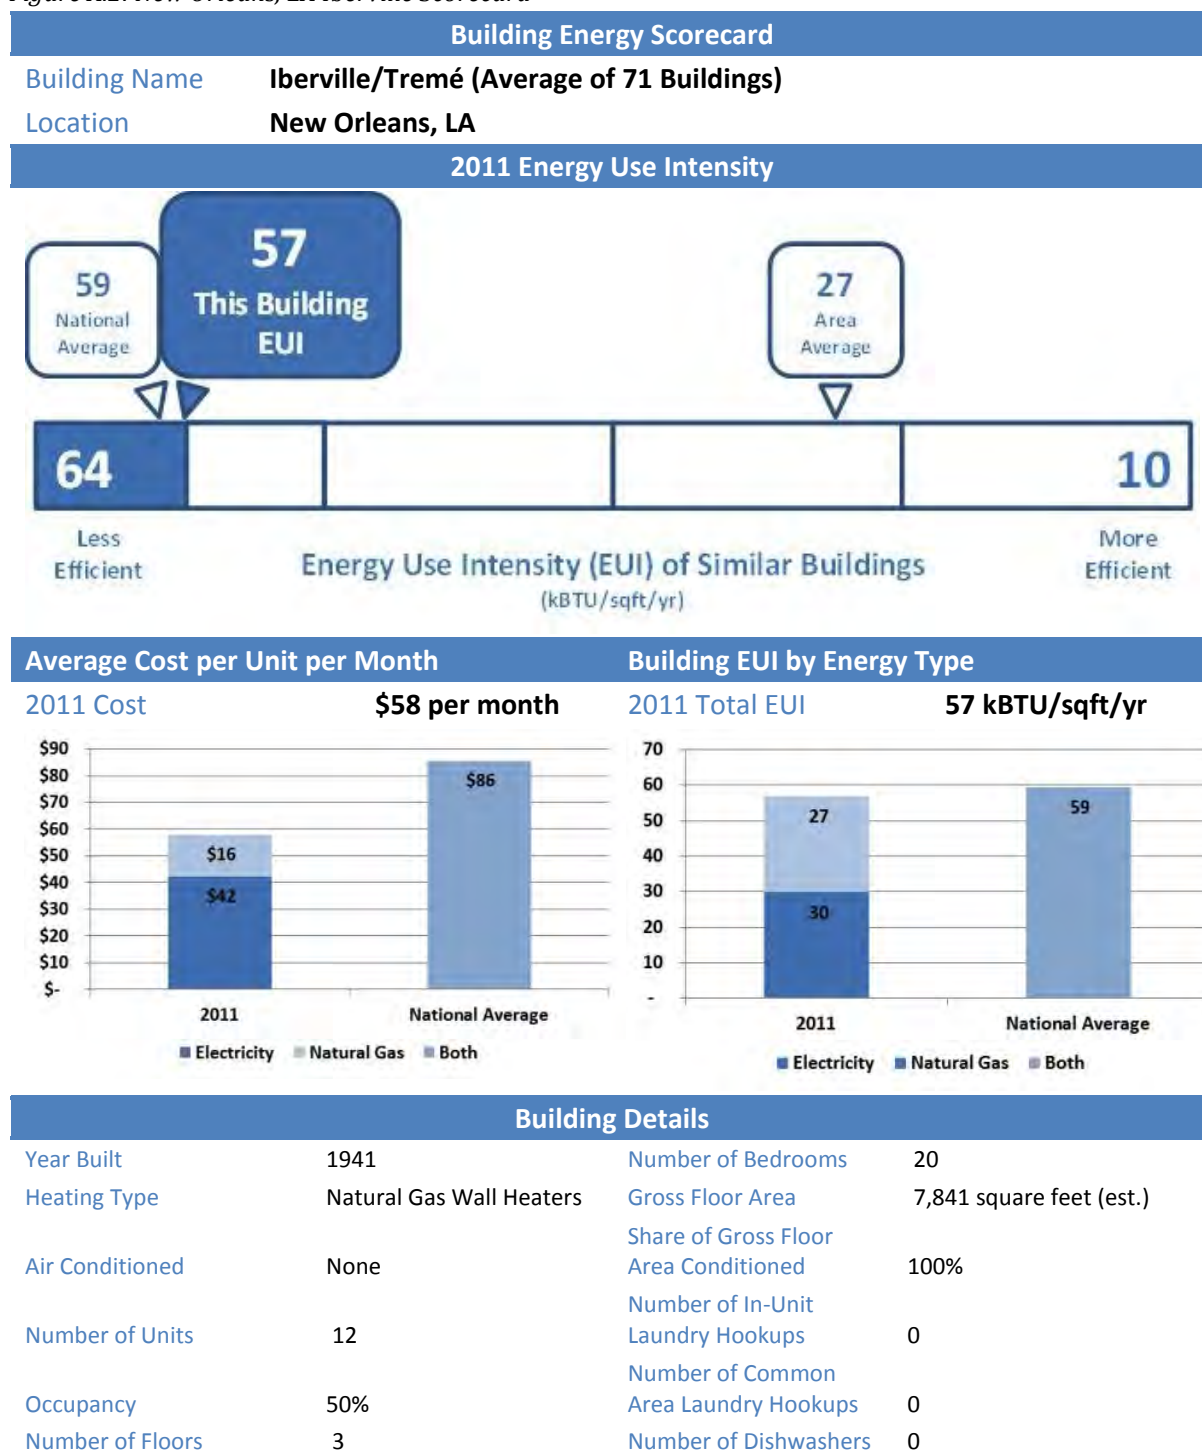 Building Energy Scorecard
Building Name Iberville/Tremé (Average of 71 Buildings)
Location New Orleans, LA
2011 Energy Use Intensity
57
This Building
EUI
59
National
Average
27
Area
Average
64
10
Less
Efficient
More
Efficient
Energy Use Intensity (EUI) of Similar Buildings
(kBTU/sqft/yr)
Average Cost per Unit per Month
2011 Cost $58 per month
$90
$80
$70
$60
$50
$40
$30
$20
$10
$-
$16
$42
$86
2011 National Average
Electricity Natural Gas Both
Building EUI by Energy Type
2011 Total EUI 57 kBTU/sqft/yr
70
60
50
40
30
20
10
-
27
30
59
2011 National Average
Electricity Natural Gas Both
Building Details
Year Built 1941 Number of Bedrooms 20
Heating Type Natural Gas Wall Heaters Gross Floor Area 7,841 square feet (est.)
Share of Gross Floor
Air Conditioned None Area Conditioned 100%
Number of In-Unit
Number of Units 12 Laundry Hookups 0
Number of Common
Occupancy 50% Area Laundry Hookups 0
Number of Floors 3 Number of Dishwashers 0